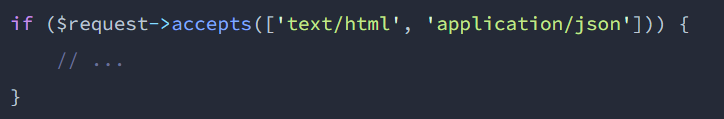 if ($request->accepts(['text/html', 'application/json'])) {
    // ...
}